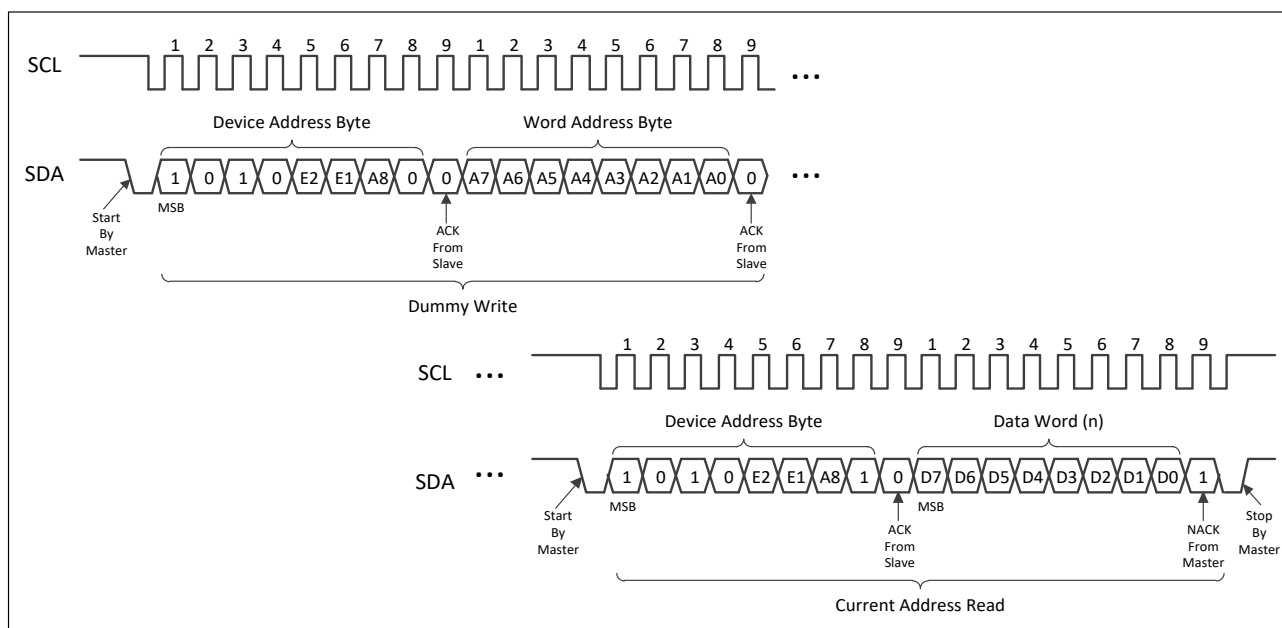 1 2 3 4 5 6 7 8 9 1 2 3 4 5 6 7 8 9
SCL ...
Device Address Byte Word Address Byte
SDA 1 0 1 0 E2 E1 A8 0 0 A7 A6 A5 A4 A3 A2 A1 A0 0 ...
MSB
Start
By
Master
ACK
From
Slave
ACK
From
Slave
Dummy Write
1 2 3 4 5 6 7 8 9 1 2 3 4 5 6 7 8 9
SCL ...
Device Address Byte Data Word (n)
SDA ... 1 0 1 0 E2 E1 A8 1 0 D7 D6 D5 D4 D3 D2 D1 D0 1
MSB MSB
Start
By
Master
ACK
From
Slave
NACK
From
Master
Stop
By
Master
Current Address Read